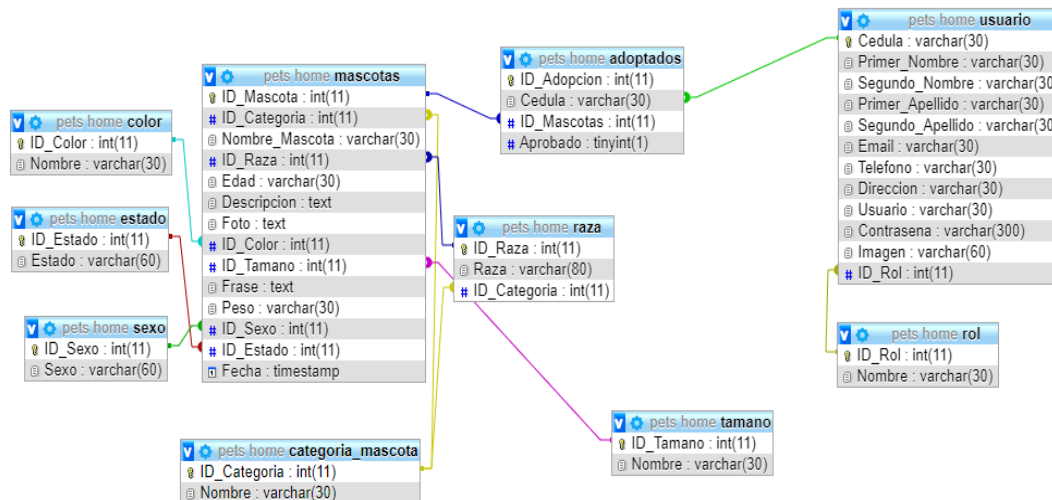 pets home color
ID_Color : int(11)
Nombre : varchar(30)
pets home estado
ID_Estado : int(11)
Estado : varchar(60)
pets home sexo
ID_Sexo : int(11)
Sexo : varchar(60)
pets home mascotas
ID_Mascota : int(11)
ID_Categoria : int(11)
Nombre_Mascota : varchar(30)
ID_Raza : int(11)
Edad : varchar(30)
Descripcion : text
Foto : text
ID_Color : int(11)
ID_Tamano : int(11)
Frase : text
Peso : varchar(30)
ID_Sexo : int(11)
ID_Estado : int(11)
Fecha : timestamp
pets home categoria_mascota
ID_Categoria : int(11)
Nombre : varchar(30)
pets home adoptados
ID_Adopcion : int(11)
Cedula : varchar(30)
ID_Mascotas : int(11)
Aprobado : tinyint(1)
pets home raza
ID_Raza : int(11)
Raza : varchar(80)
ID_Categoria : int(11)
pets home tamano
ID_Tamano : int(11)
Nombre : varchar(30)
pets home usuario
Cedula : varchar(30)
Primer_Nombre : varchar(30)
Segundo_Nombre : varchar(30
Primer_Apellido : varchar(30)
Segundo_Apellido : varchar(30
Email : varchar(30)
Telefono : varchar(30)
Direccion : varchar(30)
Usuario : varchar(30)
Contrasena : varchar(300)
Imagen : varchar(60)
ID_Rol : int(11)
pets home rol
ID_Rol : int(11)
Nombre : varchar(30)